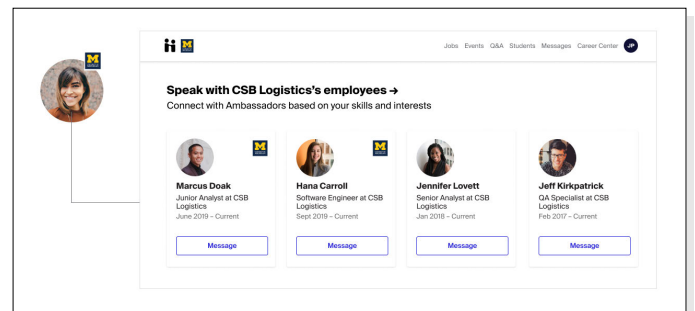 Jobs Events Q&A Students Messages Career Center JP
Speak with CSB Logistics's employees →
Connect with Ambassadors based on your skills and interests
Marcus Doak
Junior Analyst at CSB
Logistics
June 2019 – Current
Message
Hana Carroll
Software Engineer at CSB
Logistics
Sept 2019 – Current
Message
Jennifer Lovett
Senior Analyst at CSB
Logistics
Jan 2018 – Current
Message
Jeff Kirkpatrick
QA Specialist at CSB
Logistics
Feb 2017 – Current
Message